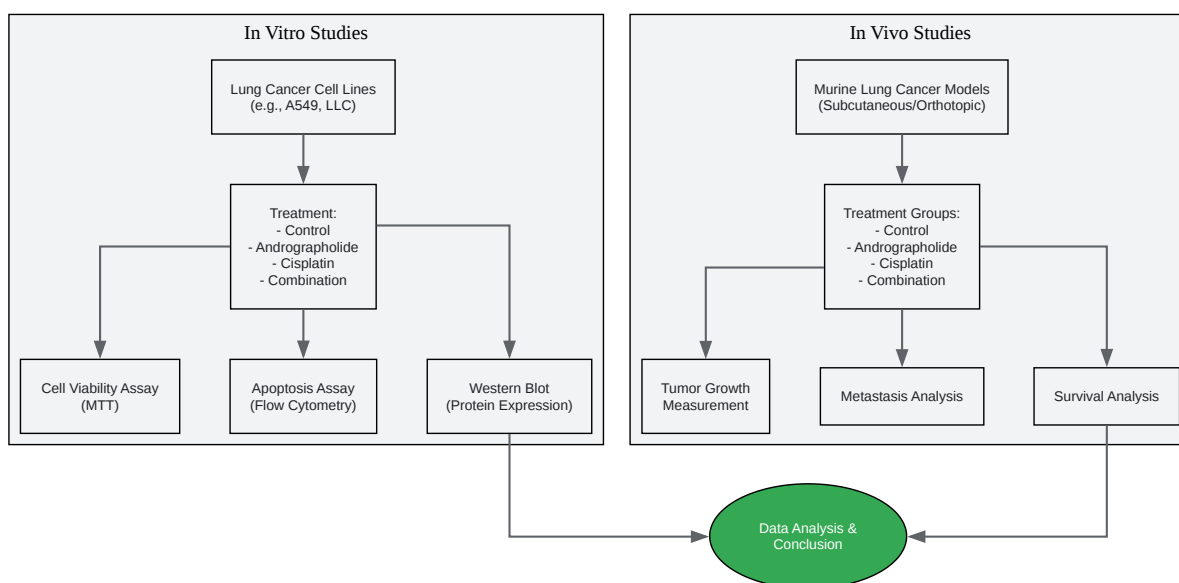 In Vitro Studies
Lung Cancer Cell Lines
(e.g., A549, LLC)
Treatment:
- Control
- Andrographolide
- Cisplatin
- Combination
Cell Viability Assay
(MTT)
Apoptosis Assay
(Flow Cytometry)
Western Blot
(Protein Expression)
In Vivo Studies
Murine Lung Cancer Models
(Subcutaneous/Orthotopic)
Treatment Groups:
- Control
- Andrographolide
- Cisplatin
- Combination
Tumor Growth
Measurement
Metastasis Analysis
Survival Analysis
Data Analysis &
Conclusion